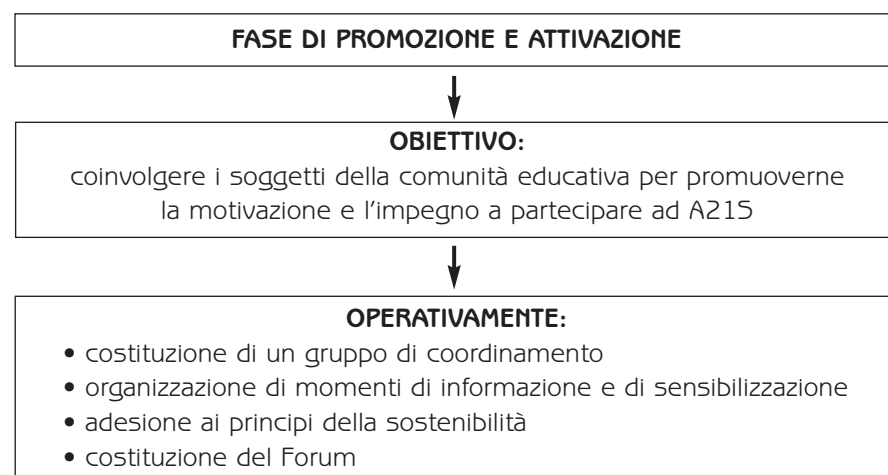 FASE DI PROMOZIONE E ATTIVAZIONE
OBIETTIVO:
coinvolgere i soggetti della comunità educativa per promuoverne
la motivazione e l'impegno a partecipare ad A21S
OPERATIVAMENTE:
• costituzione di un gruppo di coordinamento
• organizzazione di momenti di informazione e di sensibilizzazione
• adesione ai principi della sostenibilità
• costituzione del Forum